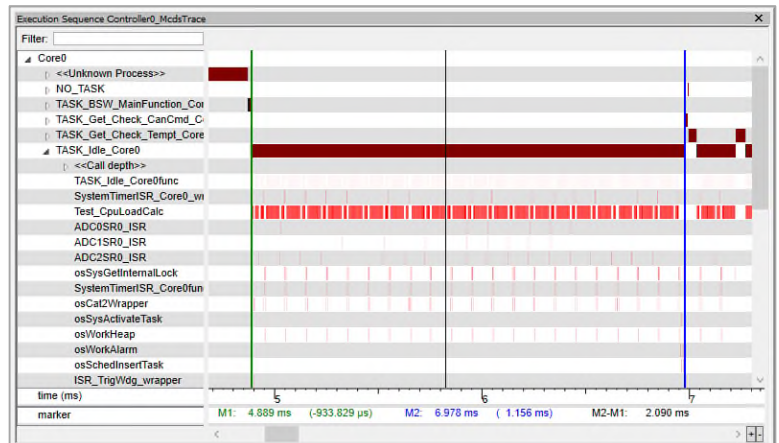 Execution Sequence Controller0_McdsTrace
Filter:
Core0
<<Unknown Process>>
NO_TASK
TASK_BSW_MainFunction_Cor
TASK_Get_Check_CanCmd_C
TASK_Get_Check_Tempt_Core
TASK_Idle_Core0
<<Call depth>>
TASK_Idle_Core0func
SystemTimerISR_Core0_wr
Test_CpuLoadCalc
ADC0SR0_ISR
ADC1SR0_ISR
ADC2SR0_ISR
osSysGetInternalLock
SystemTimerISR_Core0fun
osCat2Wrapper
osSysActivateTask
osWorkHeap
osWorkAlarm
osSchedInsertTask
ISR_TrigWdg_wrapper
time (ms) 5 6 7
marker M1: 4.889 ms (-933.829 µs) M2: 6.978 ms ( 1.156 ms) M2-M1: 2.090 ms